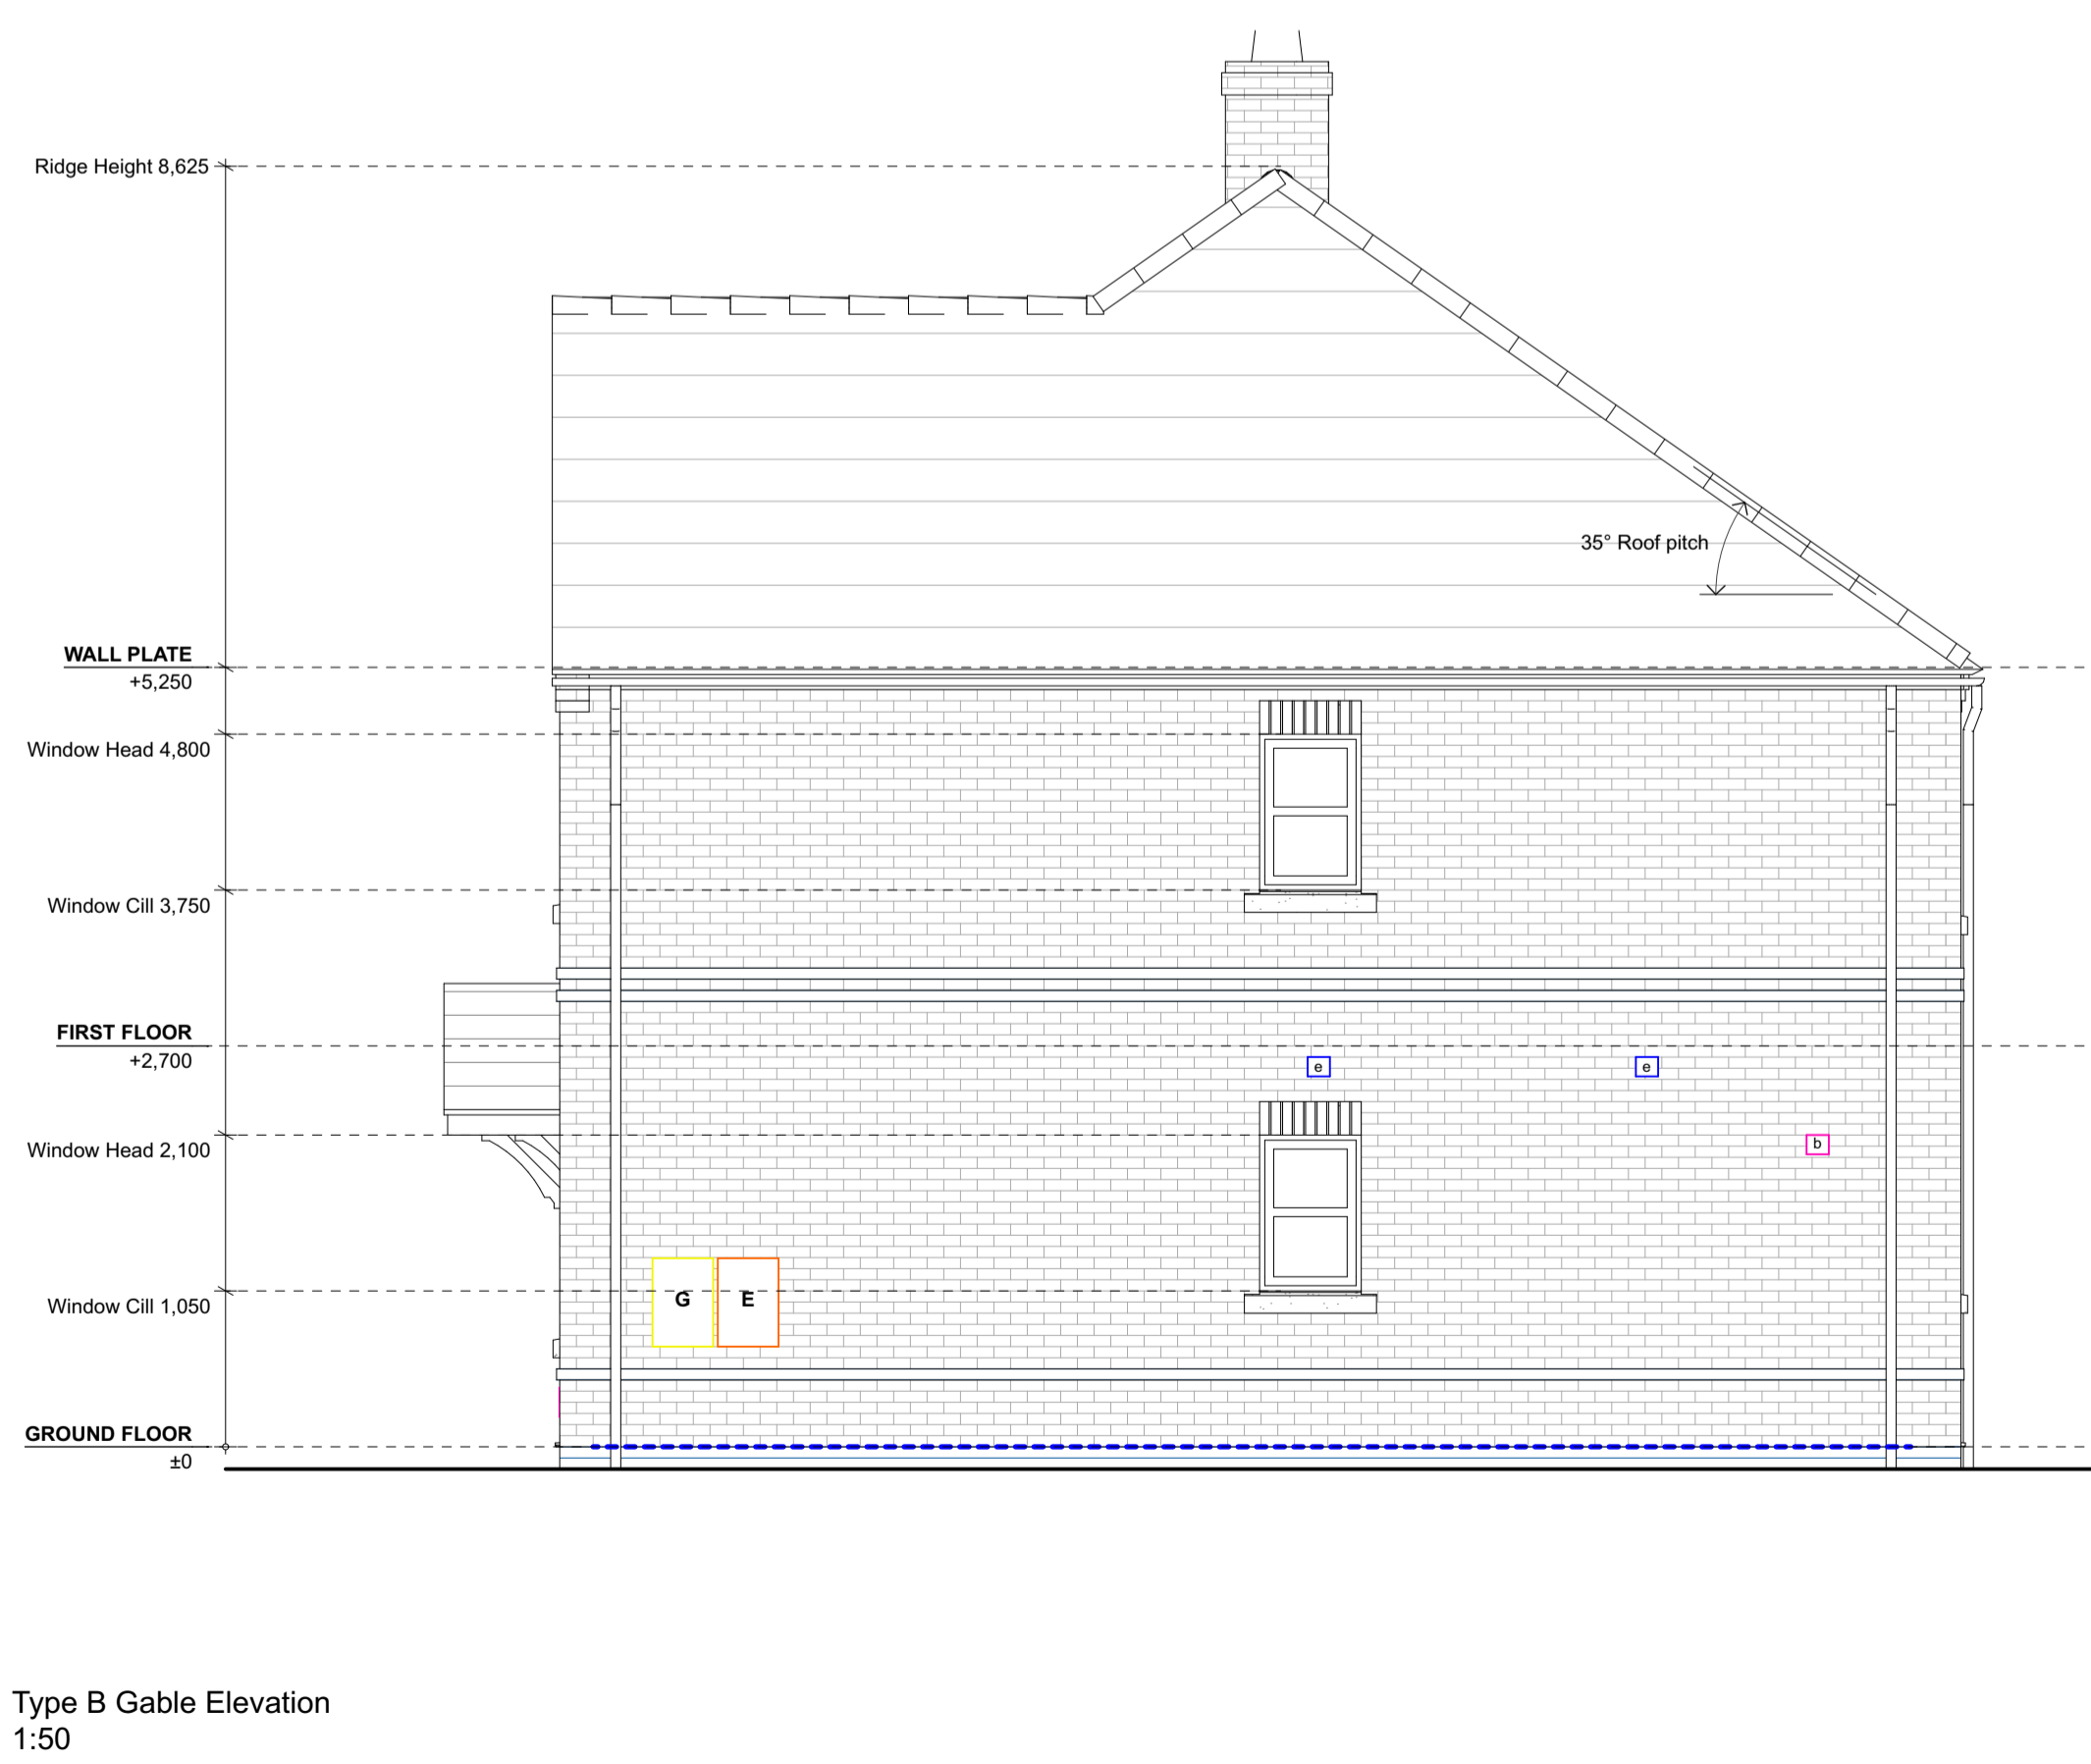 Ridge Height 8,625
35° Roof pitch
WALL PLATE
+5,250
Window Head 4,800
Window Cill 3,750
FIRST FLOOR
+2,700
e
e
Window Head 2,100
b
G
E
Window Cill 1,050
GROUND FLOOR
±0
Type B Gable Elevation
1:50